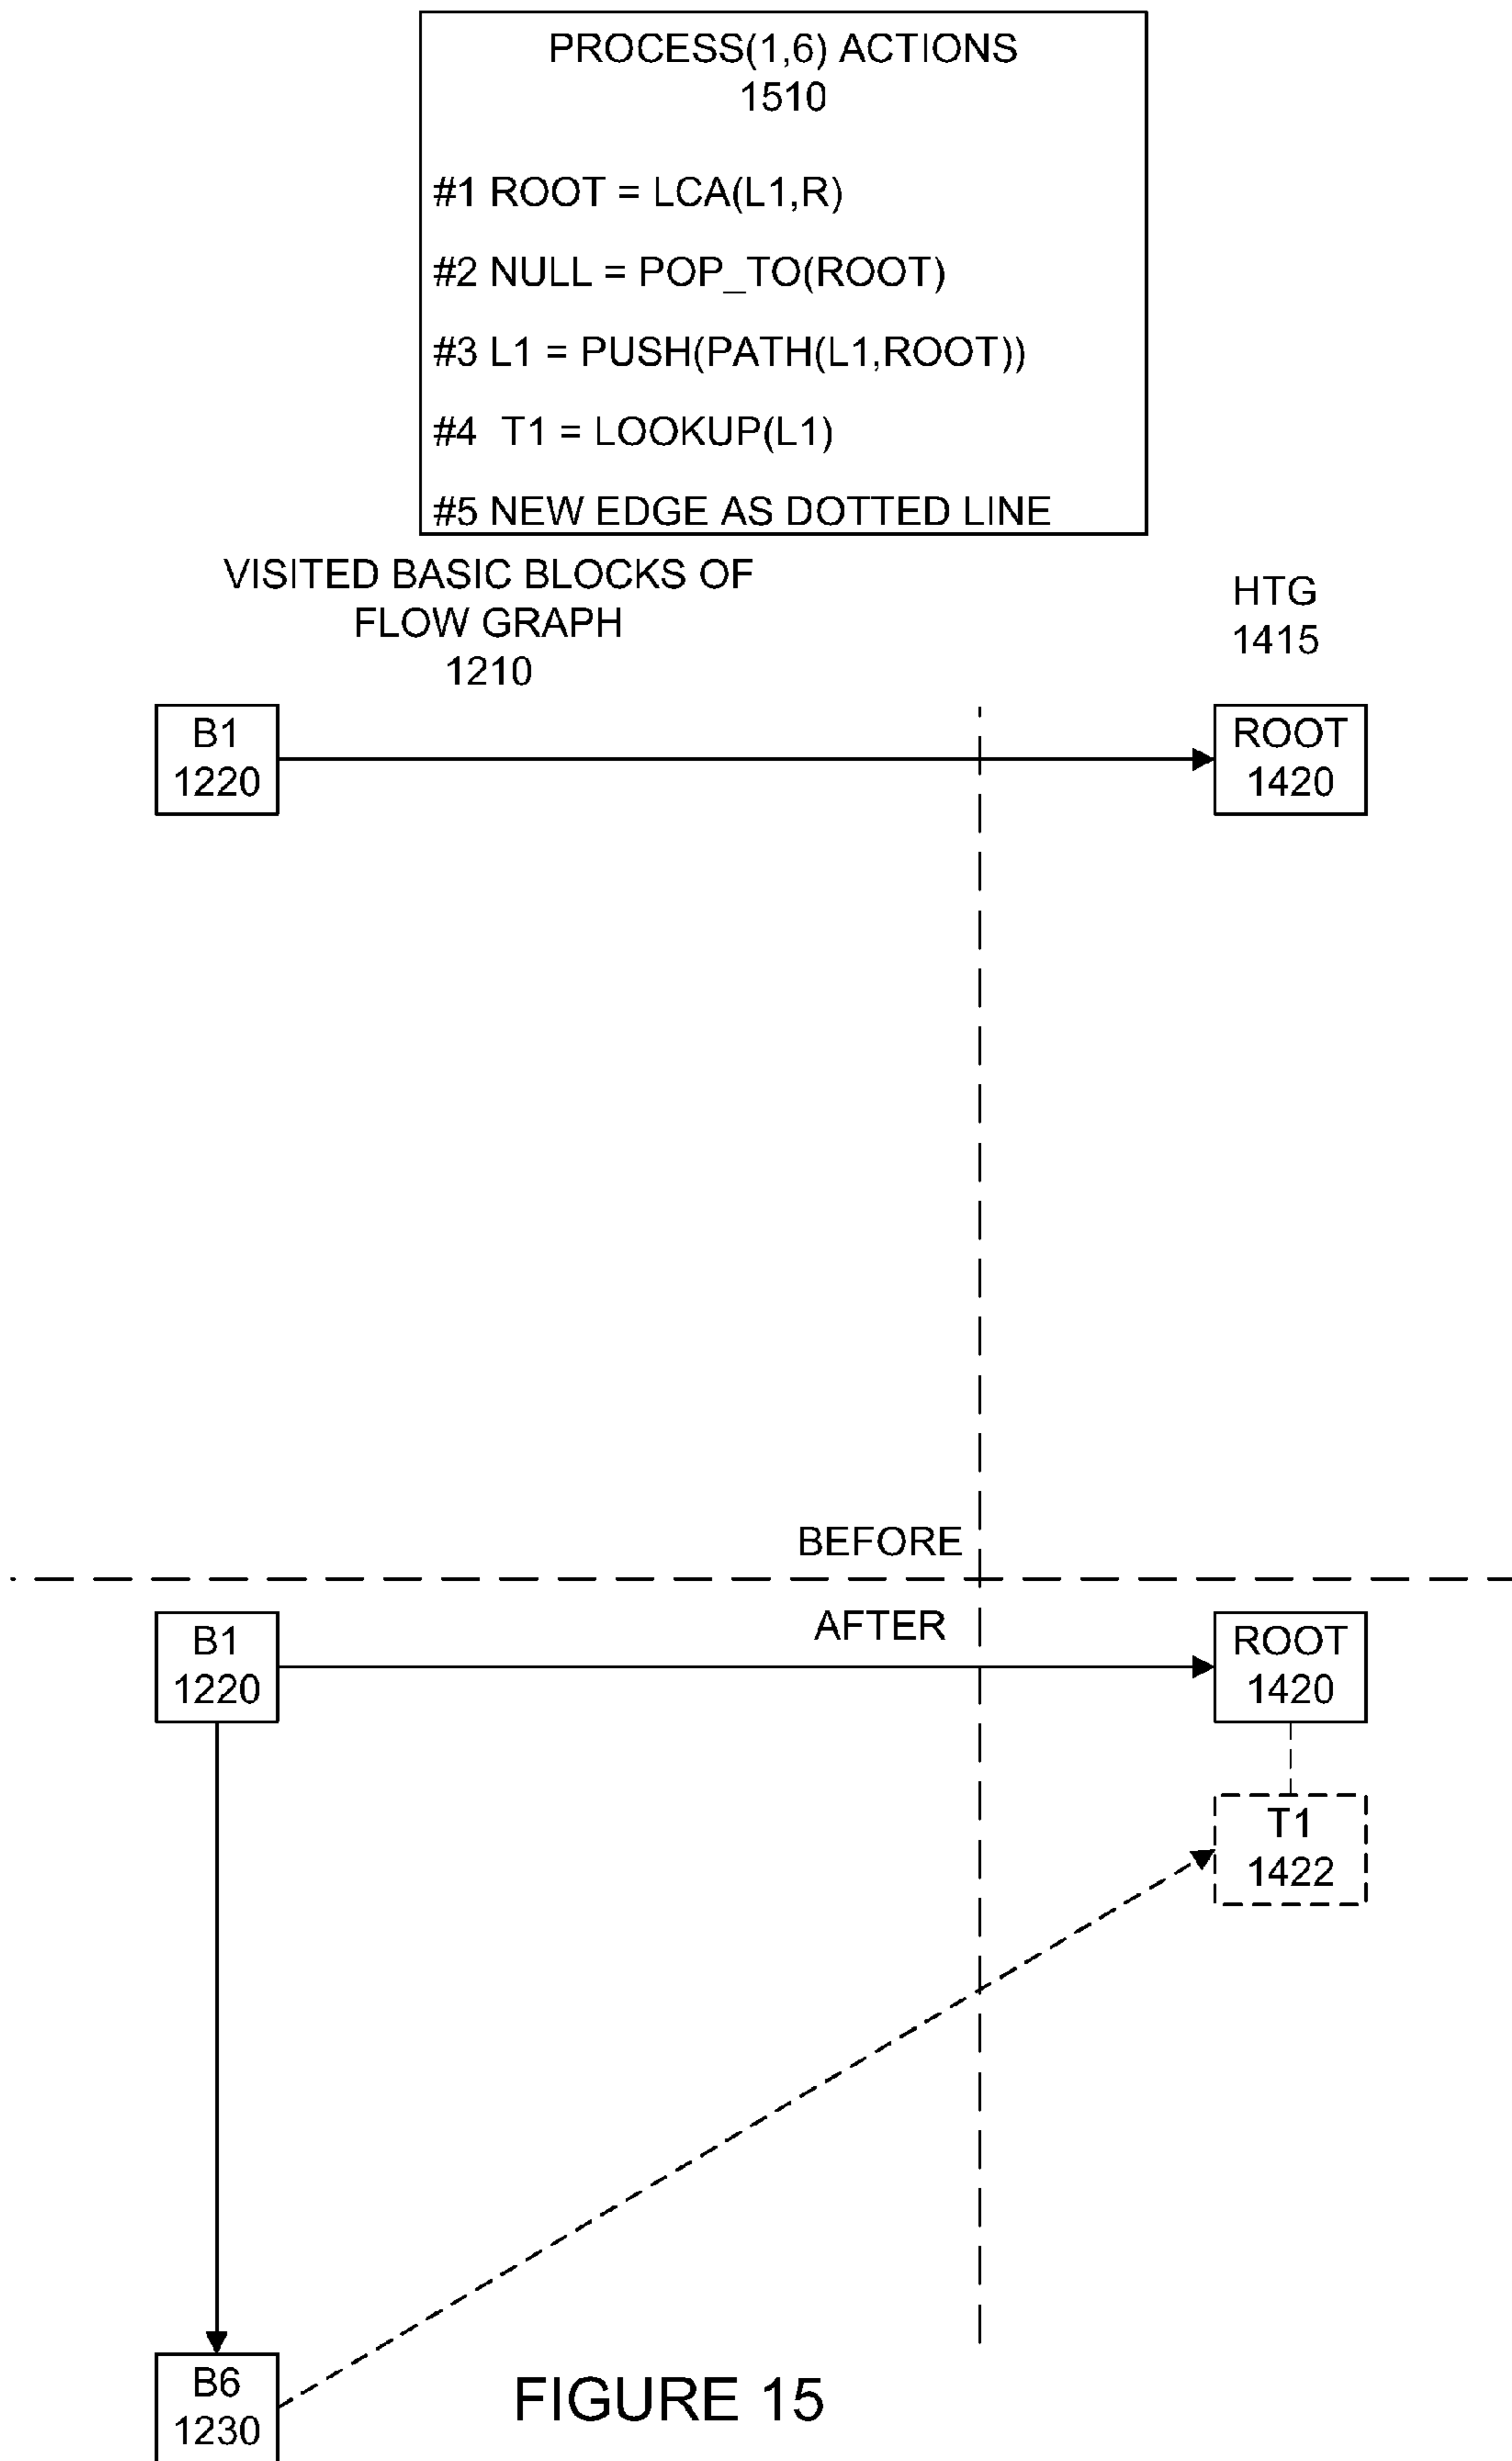 PROCESS(1,6) ACTIONS
1510
#1 ROOT = LCA(L1,R)
#2 NULL = POP_TO(ROOT)
#3 L1 = PUSH(PATH(L1,ROOT))
#4 T1 = LOOKUP(L1)
#5 NEW EDGE AS DOTTED LINE
VISITED BASIC BLOCKS OF
FLOW GRAPH
1210
HTG
1415
B1
1220
ROOT
1420
BEFORE
AFTER
B1
1220
ROOT
1420
T1
1422
B6
1230
FIGURE 15